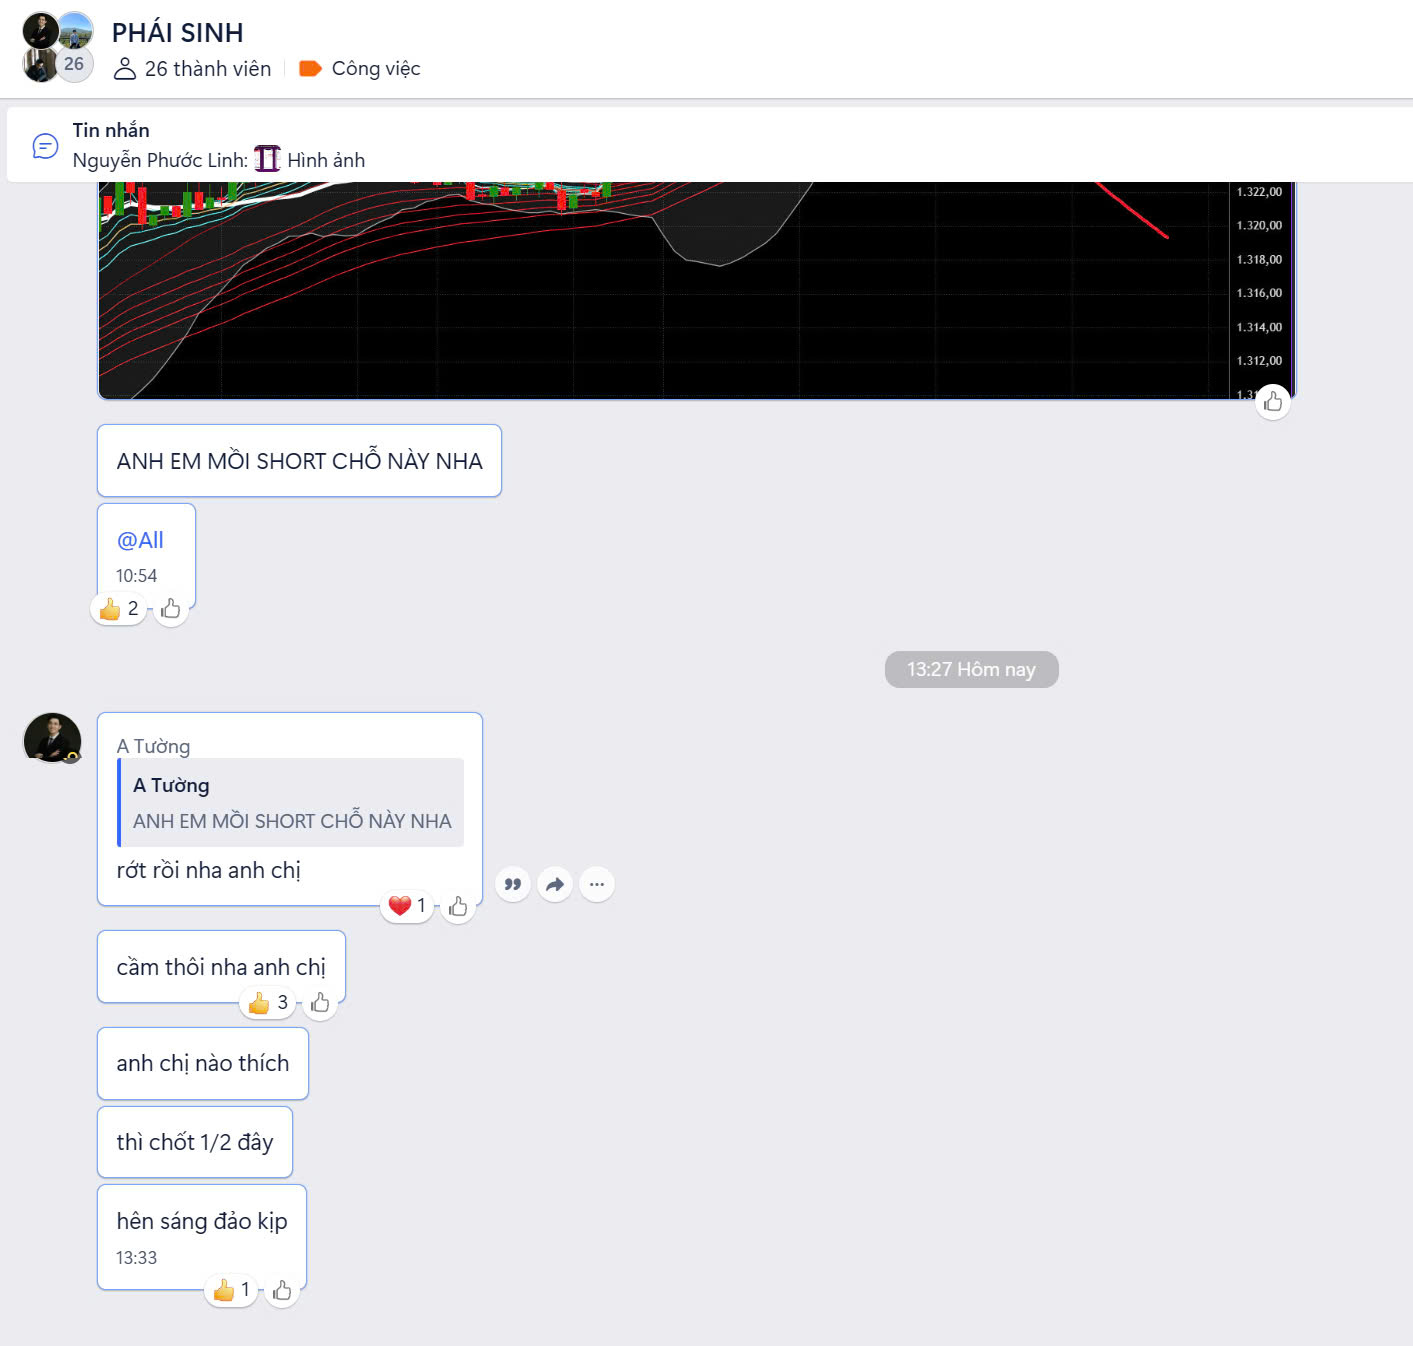 PHÁI SINH
26
26 thành viên
Công việc
Tin nhắn
Nguyễn Phước Linh: Hình ảnh
1.322,00
1.320,00
1.318,00
1.316,00
1.314,00
1.312,00
ANH EM MỒI SHORT CHỖ NÀY NHA
@All
10:54
2
13:27 Hôm nay
A Tường
A Tường
ANH EM MỒI SHORT CHỖ NÀY NHA
rớt rồi nha anh chị
1
cầm thôi nha anh chị
3
anh chị nào thích
thì chốt 1/2 đây
hên sáng đảo kịp
13:33
1